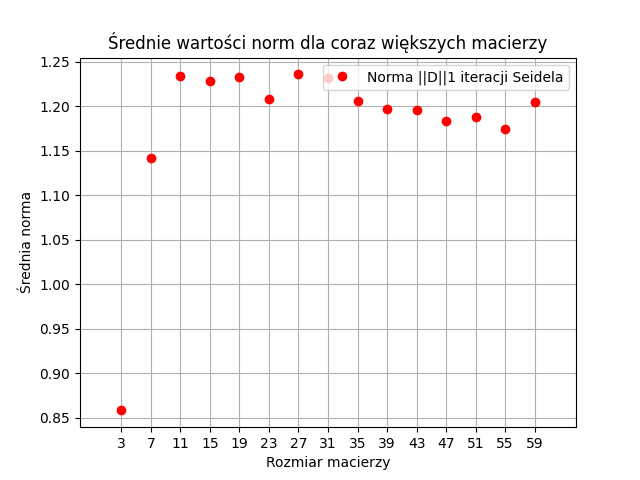 Średnie wartości norm dla coraz większych macierzy
Norma ||D||1 iteracji Seidela
1.25
1.20
1.15
1.10
1.05
1.00
0.95
0.90
0.85
Średnia norma
3 7 11 15 19 23 27 31 35 39 43 47 51 55 59
Rozmiar macierzy